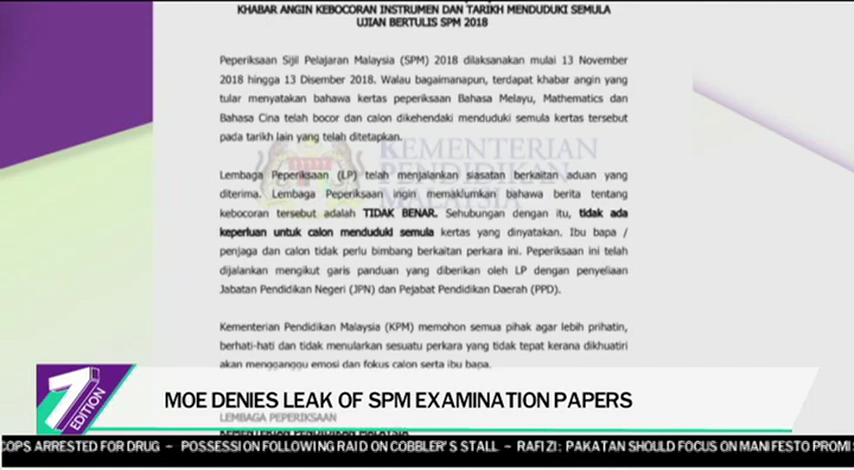 KHABAR ANGIN KEBOCORAN INSTRUMEN DAN TARIKH MENDUDUKI SEMULA
UJIAN BERTULIS SPM 2018
Peperiksaan Sijil Pelajaran Malaysia (SPM) 2018 dilaksanakan mulai 13 November
2018 hingga 13 Disember 2018. Walau bagaimanapun, terdapat khabar angin yang
tular menyatakan bahawa kertas peperiksaan Bahasa Melayu, Mathematics dan
Bahasa Cina telah bocor dan calon dikehendaki menduduki semula kertas tersebut
pada tarikh lain yang telah ditetapkan.
KEMENTERIAN
PENDIDIKAN
MALAYSIA
Lembaga Peperiksaan (LP) telah menjalankan siasatan berkaitan aduan yang
diterima. Lembaga Peperiksaan ingin memaklumkan bahawa berita tentang
kebocoran tersebut adalah TIDAK BENAR. Sehubungan dengan itu, tidak ada
keperluan untuk calon menduduki semula kertas yang dinyatakan. Ibu bapa /
penjaga dan calon tidak perlu bimbang berkaitan perkara ini. Peperiksaan ini telah
dijalankan mengikut garis panduan yang diberikan oleh LP dengan penyeliaan
Jabatan Pendidikan Negeri (JPN) dan Pejabat Pendidikan Daerah (PPD).
Kementerian Pendidikan Malaysia (KPM) memohon semua pihak agar lebih prihatin,
berhati-hati dan tidak menularkan sesuatu perkara yang tidak tepat kerana dikhuatiri
akan mengganggu emosi dan fokus calon serta ibu bapa.
7 EDITION
MOE DENIES LEAK OF SPM EXAMINATION PAPERS
LEMBAGA PEPERIKSAAN
KEMENTERIAN PENDIDIKAN MALAYSIA
COPS ARRESTED FOR DRUG – POSSESSION FOLLOWING RAID ON COBBLER'S STALL – RAFIZI: PAKATAN SHOULD FOCUS ON MANIFESTO PROMI